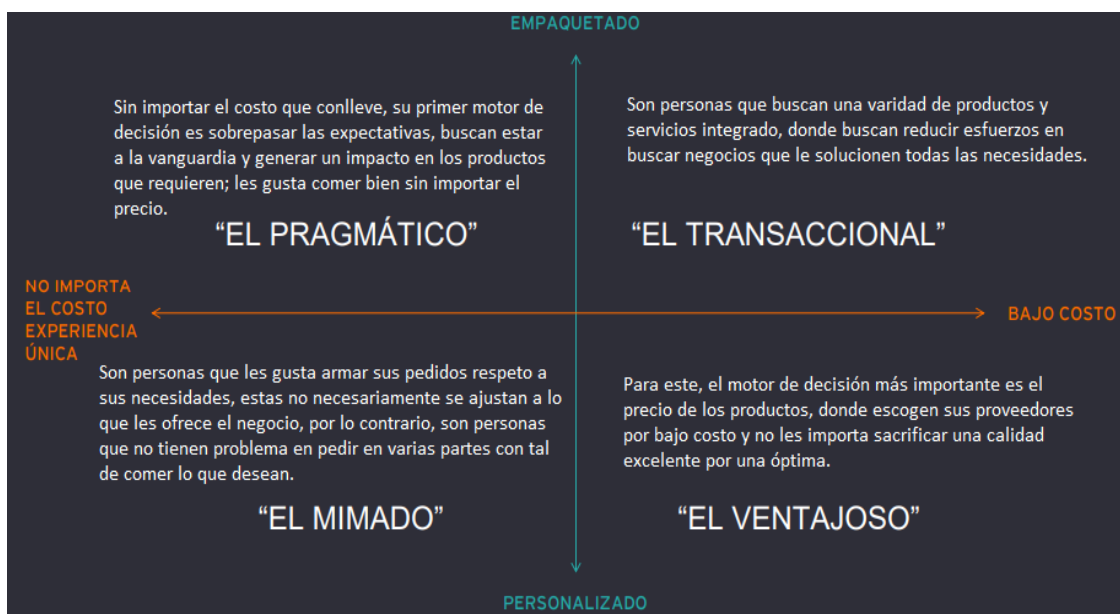 EMPAQUETADO
Sin importar el costo que conlleve, su primer motor de
decisión es sobrepasar las expectativas, buscan estar
a la vanguardia y generar un impacto en los productos
que requieren; les gusta comer bien sin importar el
precio.
“EL PRAGMÁTICO”
Son personas que buscan una varidad de productos y
servicios integrado, donde buscan reducir esfuerzos en
buscar negocios que le solucionen todas las necesidades.
“EL TRANSACCIONAL”
NO IMPORTA
EL COSTO
EXPERIENCIA
ÚNICA
BAJO COSTO
Son personas que les gusta armar sus pedidos respeto a
sus necesidades, estas no necesariamente se ajustan a lo
que les ofrece el negocio, por lo contrario, son personas
que no tienen problema en pedir en varias partes con tal
de comer lo que desean.
“EL MIMADO”
Para este, el motor de decisión más importante es el
precio de los productos, donde escogen sus proveedores
por bajo costo y no les importa sacrificar una calidad
excelente por una óptima.
“EL VENTAJOSO”
PERSONALIZADO